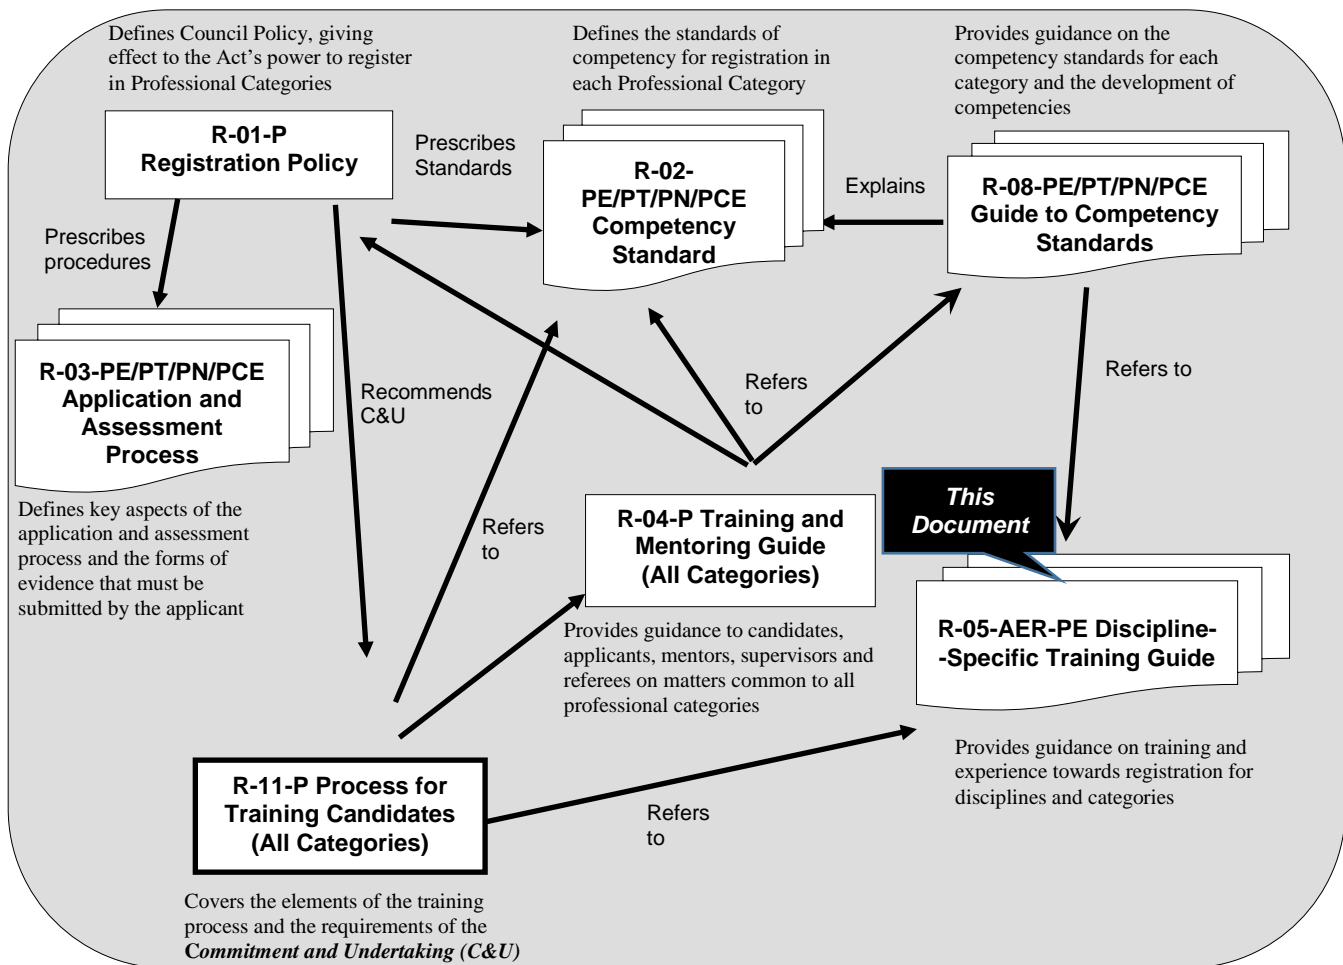 Defines Council Policy, giving
effect to the Act's power to register
in Professional Categories
Defines the standards of
competency for registration in
each Professional Category
Provides guidance on the
competency standards for each
category and the development of
competencies
R-01-P
Registration Policy
Prescribes
Standards
R-02-
PE/PT/PN/PCE
Competency
Standard
Explains
R-08-PE/PT/PN/PCE
Guide to Competency
Standards
Prescribes
procedures
R-03-PE/PT/PN/PCE
Application and
Assessment
Process
Recommends
C&U
Refers
to
Refers to
Defines key aspects of the
application and assessment
process and the forms of
evidence that must be
submitted by the applicant
Refers
to
R-04-P Training and
Mentoring Guide
(All Categories)
This
Document
Provides guidance to candidates,
applicants, mentors, supervisors and
referees on matters common to all
professional categories
R-05-AER-PE Discipline-
-Specific Training Guide
Provides guidance on training and
experience towards registration for
disciplines and categories
R-11-P Process for
Training Candidates
(All Categories)
Refers
to
Covers the elements of the training
process and the requirements of the
Commitment and Undertaking (C&U)